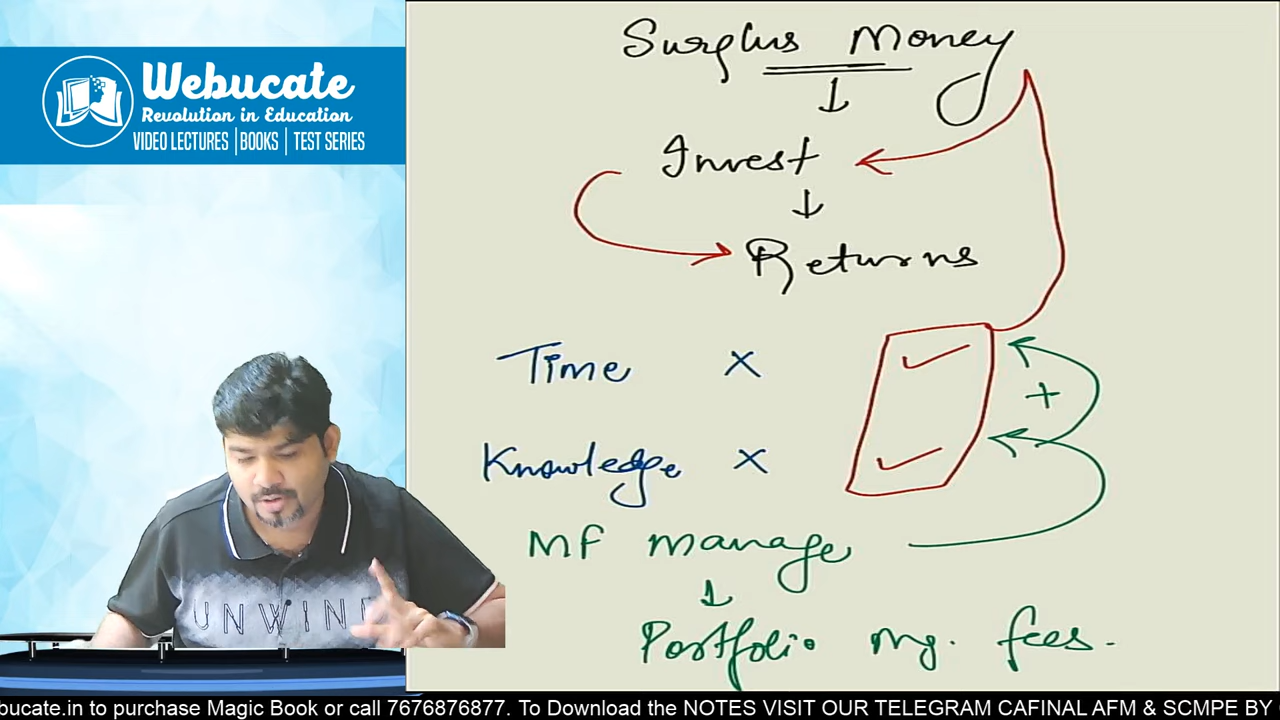 Webucate
Revolution in Education
VIDEO LECTURES | BOOKS | TEST SERIES
Surplus Money
↓
Invest
↓
Returns
Time × ✓
+
Knowledge × ✓
MF manage
↓
Portfolio mg. fees.
UNWIN
bucate.in to purchase Magic Book or call 7676876877. To Download the NOTES VISIT OUR TELEGRAM CAFINAL AFM & SCMPE BY